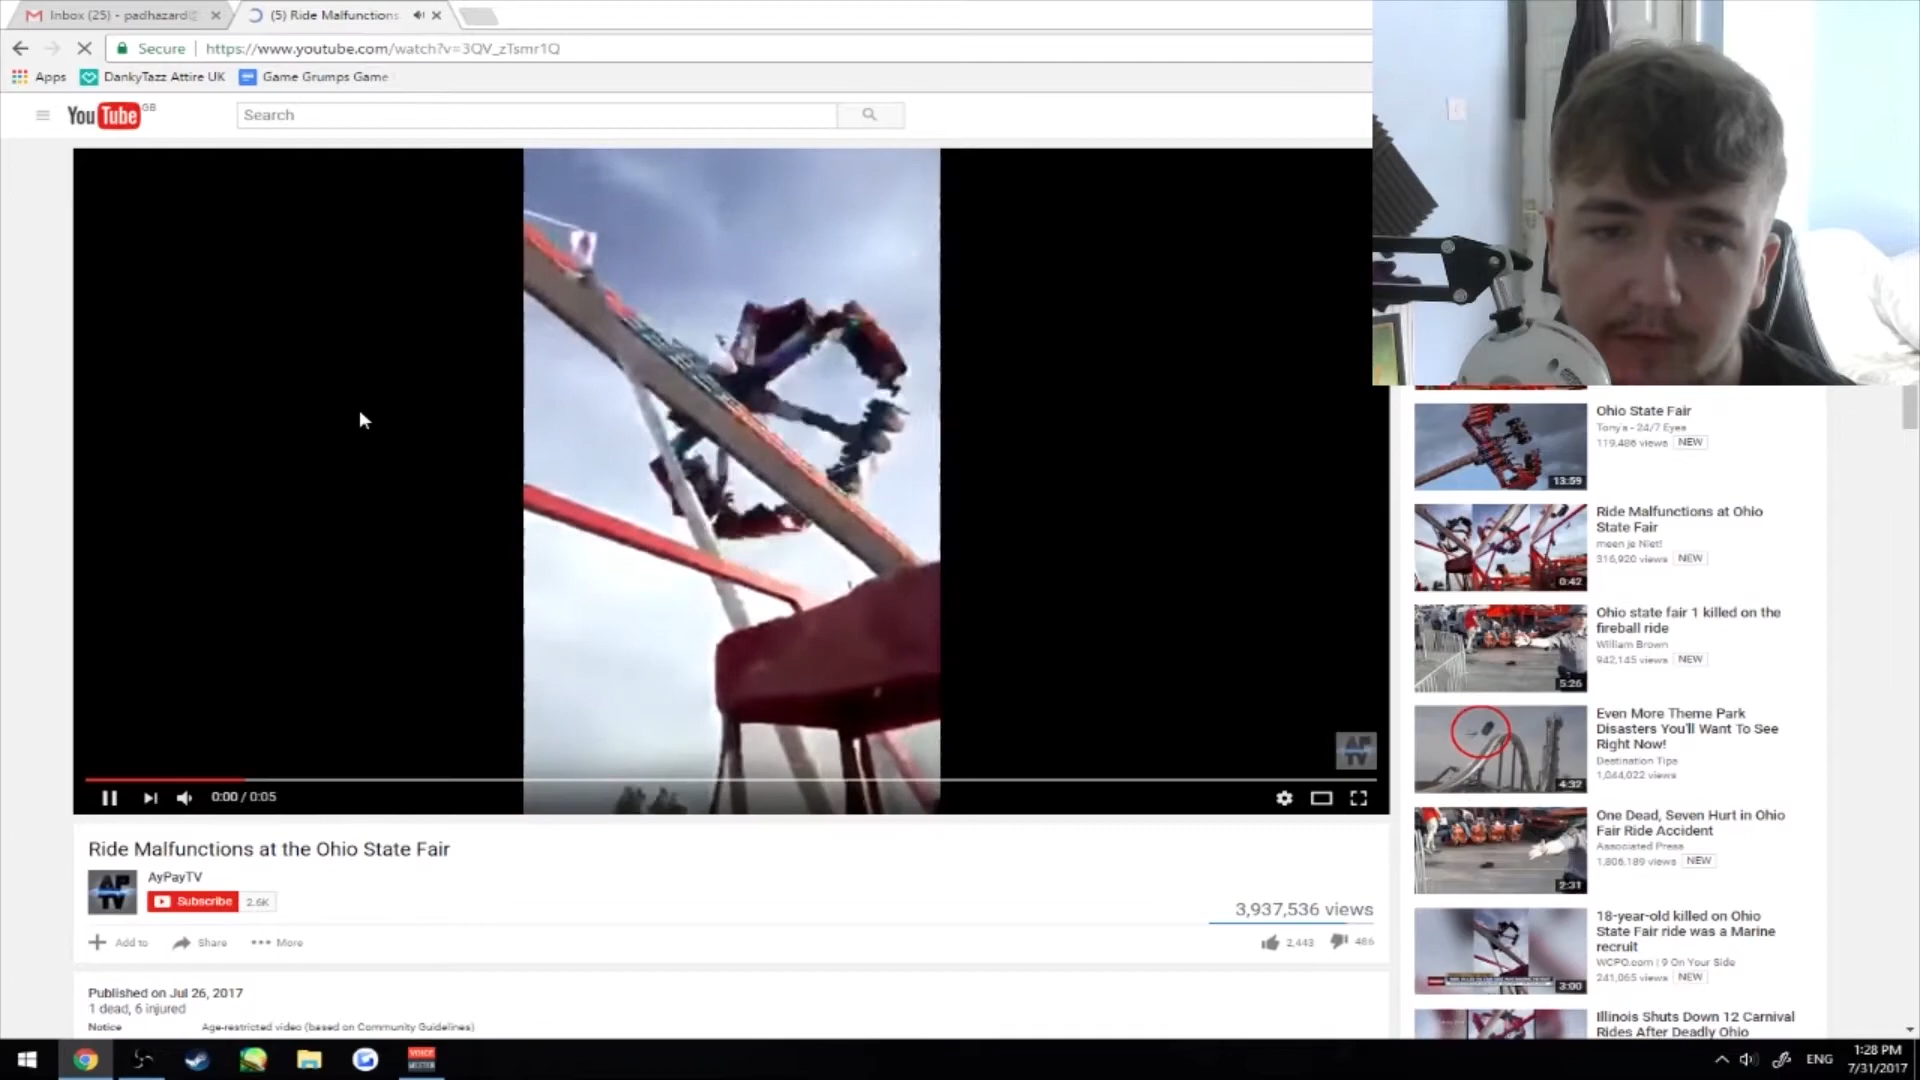 Inbox (25) - padhazard
(5) Ride Malfunctions
Secure
https://www.youtube.com/watch?v=3QV_zTsmr1Q
Apps
DankyTazz Attire UK
Game Grumps Game
YouTube GB
Search
0:00 / 0:05
Ride Malfunctions at the Ohio State Fair
AyPayTV
Subscribe 2.6K
3,937,536 views
Add to Share More
2,443 486
Published on Jul 26, 2017
1 dead, 6 injured
Notice Age-restricted video (based on Community Guidelines)
Ohio State Fair
Tonya - 24/7 Eyes
119,486 views NEW
13:59
Ride Malfunctions at Ohio
State Fair
meen je Niet!
316,920 views NEW
0:42
Ohio state fair 1 killed on the
fireball ride
William Brown
942,145 views NEW
5:26
Even More Theme Park
Disasters You'll Want To See
Right Now!
Destination Tips
1,044,022 views
4:32
One Dead, Seven Hurt in Ohio
Fair Ride Accident
Associated Press
1,806,189 views NEW
2:31
18-year-old killed on Ohio
State Fair ride was a Marine
recruit
WCPO.com | 9 On Your Side
241,065 views NEW
3:00
Illinois Shuts Down 12 Carnival
Rides After Deadly Ohio
VOICE
ENG
1:28 PM
7/31/2017